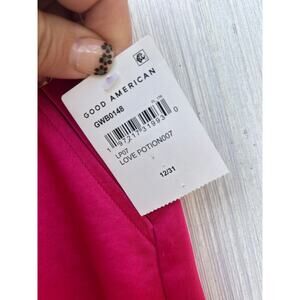 GOOD AMERICAN
GWB0148
LP07
LOVE POTION007
12/31